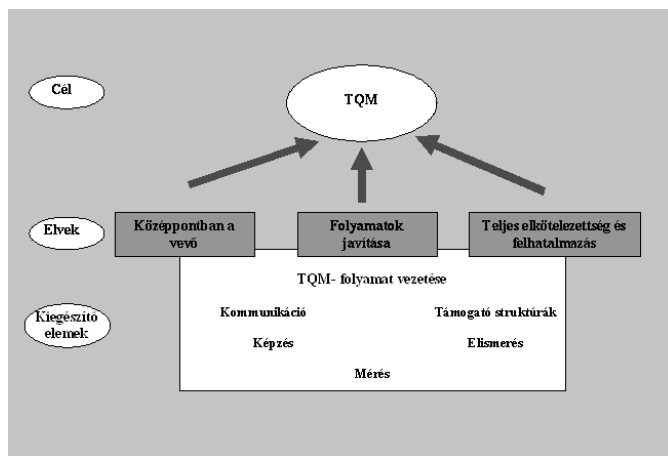 Cél
TQM
Elvek
Középpontban a
vevő
Folyamatok
javítása
Teljes elkötelezettség és
felhatalmazás
Kiegészítő
elemek
TQM- folyamat vezetése
Kommunikáció
Támogató struktúrák
Képzés
Elismerés
Mérés